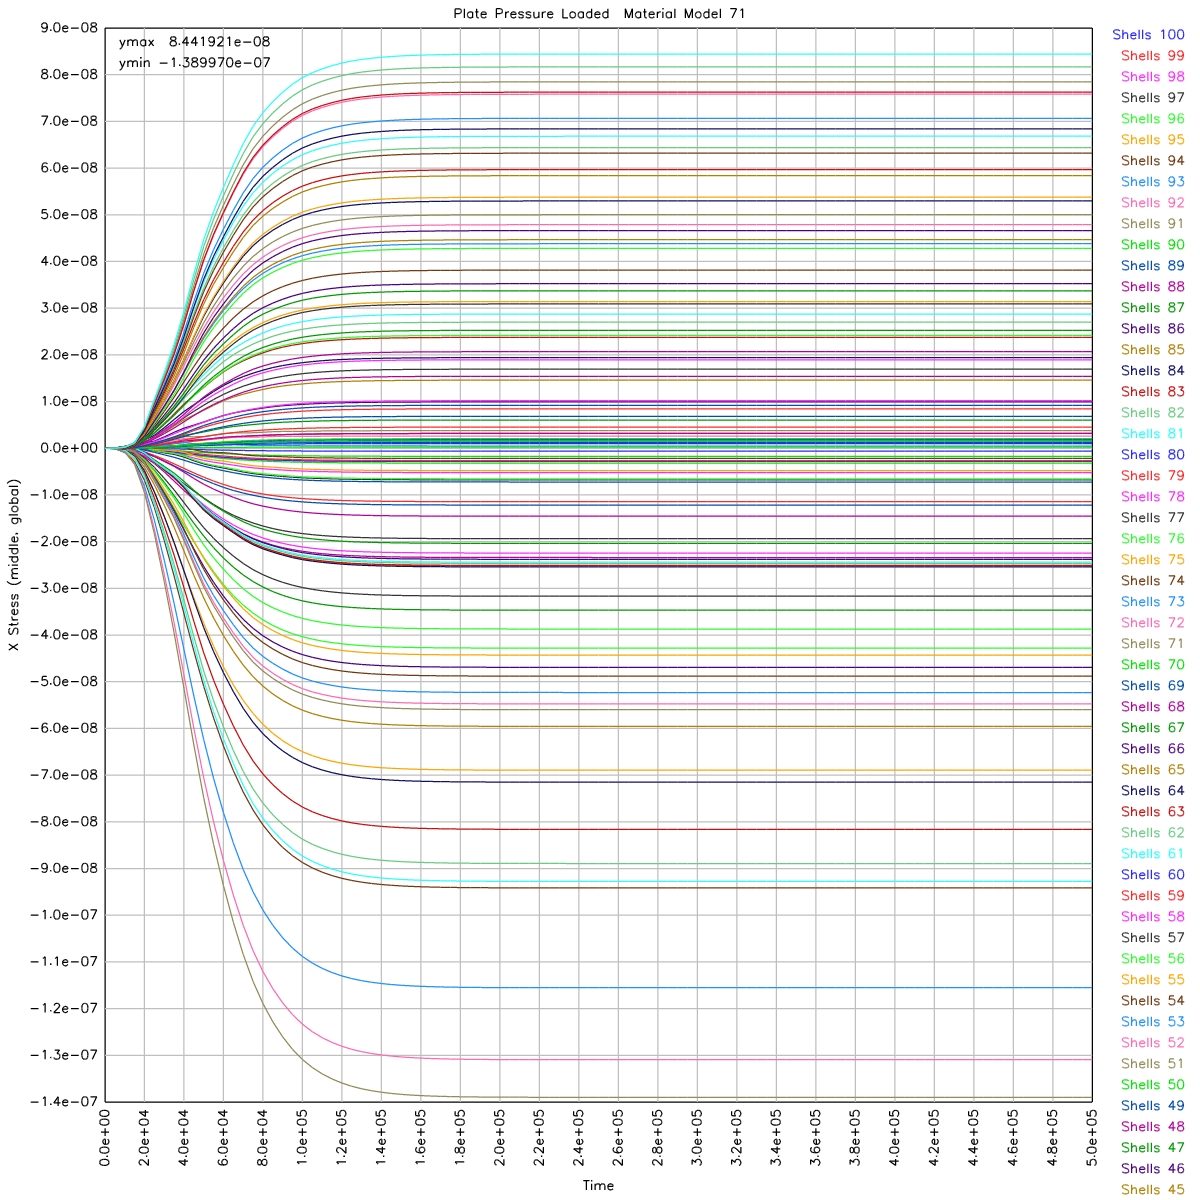 Plate Pressure Loaded Material Model 71
ymax 8.441921e-08
ymin -1.389970e-07
9.0e-08
8.0e-08
7.0e-08
6.0e-08
5.0e-08
4.0e-08
3.0e-08
2.0e-08
1.0e-08
0.0e+00
-1.0e-08
-2.0e-08
-3.0e-08
-4.0e-08
-5.0e-08
-6.0e-08
-7.0e-08
-8.0e-08
-9.0e-08
-1.0e-07
-1.1e-07
-1.2e-07
-1.3e-07
-1.4e-07
X Stress (middle, global)
0.0e+00
2.0e+04
4.0e+04
6.0e+04
8.0e+04
1.0e+05
1.2e+05
1.4e+05
1.6e+05
1.8e+05
2.0e+05
2.2e+05
2.4e+05
2.6e+05
2.8e+05
3.0e+05
3.2e+05
3.4e+05
3.6e+05
3.8e+05
4.0e+05
4.2e+05
4.4e+05
4.6e+05
4.8e+05
5.0e+05
Time
Shells 100
Shells 99
Shells 98
Shells 97
Shells 96
Shells 95
Shells 94
Shells 93
Shells 92
Shells 91
Shells 90
Shells 89
Shells 88
Shells 87
Shells 86
Shells 85
Shells 84
Shells 83
Shells 82
Shells 81
Shells 80
Shells 79
Shells 78
Shells 77
Shells 76
Shells 75
Shells 74
Shells 73
Shells 72
Shells 71
Shells 70
Shells 69
Shells 68
Shells 67
Shells 66
Shells 65
Shells 64
Shells 63
Shells 62
Shells 61
Shells 60
Shells 59
Shells 58
Shells 57
Shells 56
Shells 55
Shells 54
Shells 53
Shells 52
Shells 51
Shells 50
Shells 49
Shells 48
Shells 47
Shells 46
Shells 45